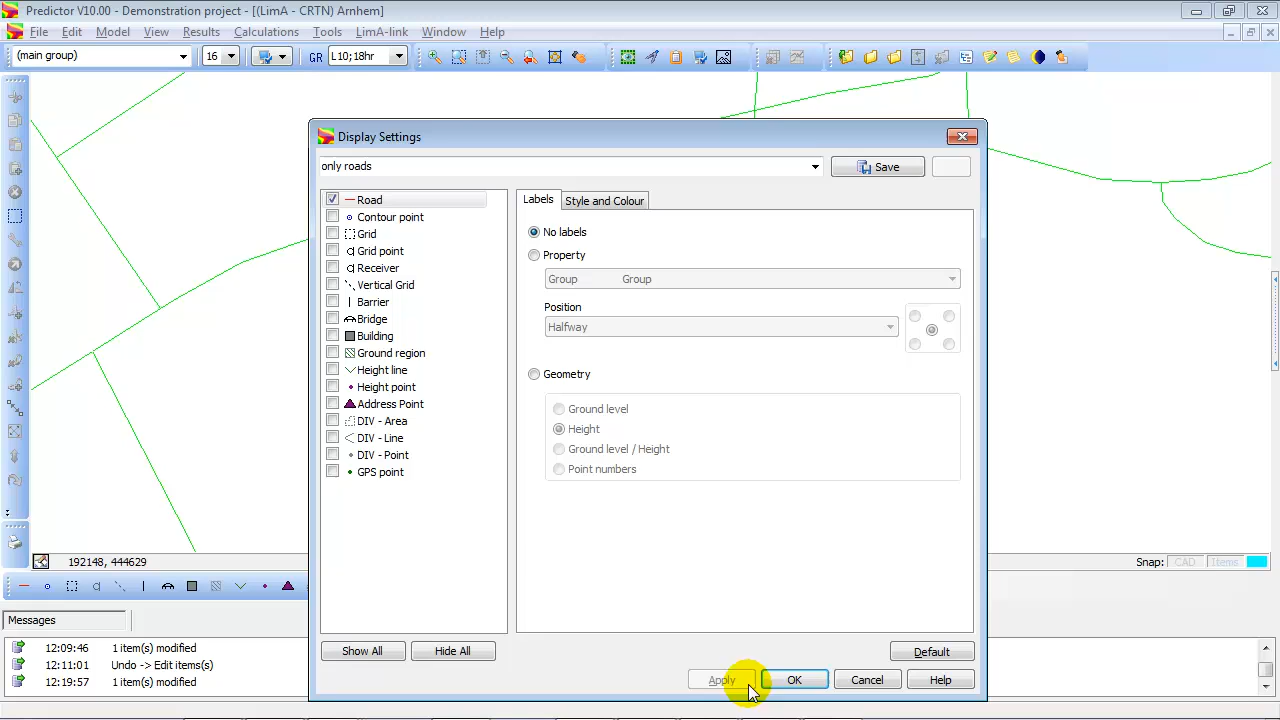 Predictor V10.00 - Demonstration project - [(LimA - CRTN) Arnhem]
File Edit Model View Results Calculations Tools LimA-link Window Help
(main group) 16 GR L10;18hr
Display Settings
only roads Save
Road
Contour point
Grid
Grid point
Receiver
Vertical Grid
Barrier
Bridge
Building
Ground region
Height line
Height point
Address Point
DIV - Area
DIV - Line
DIV - Point
GPS point
Labels Style and Colour
No labels
Property
Group Group
Position
Halfway
Geometry
Ground level
Height
Ground level / Height
Point numbers
Show All Hide All Default
Apply OK Cancel Help
192148, 444629 Snap: CAD Items
Messages
12:09:46 1 item(s) modified
12:11:01 Undo -> Edit items(s)
12:19:57 1 item(s) modified